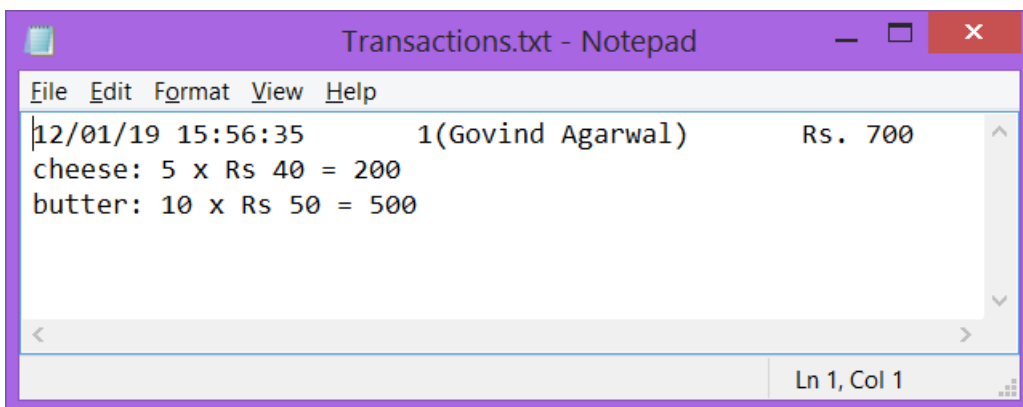 Transactions.txt - Notepad
File Edit Format View Help
12/01/19 15:56:35 1(Govind Agarwal) Rs. 700
cheese: 5 x Rs 40 = 200
butter: 10 x Rs 50 = 500
Ln 1, Col 1